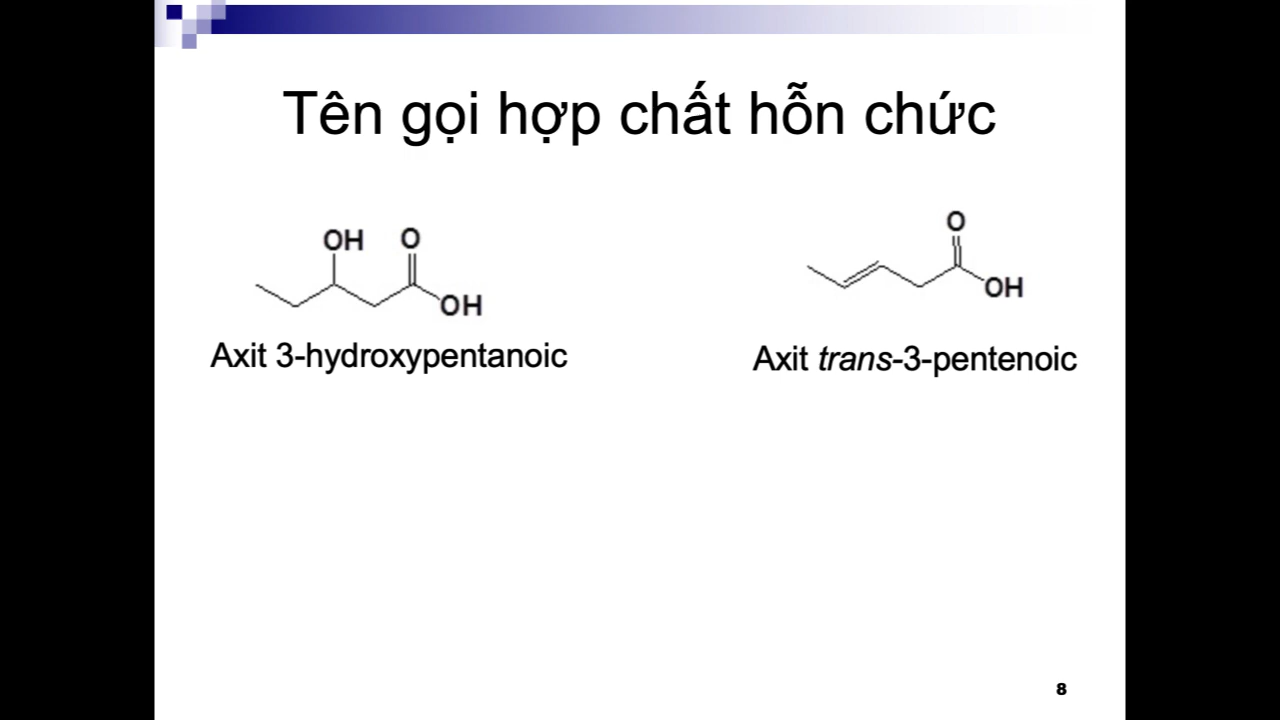 Tên gọi hợp chất hỗn chức
OH O
OH
Axit 3-hydroxypentanoic
O
OH
Axit trans-3-pentenoic
8